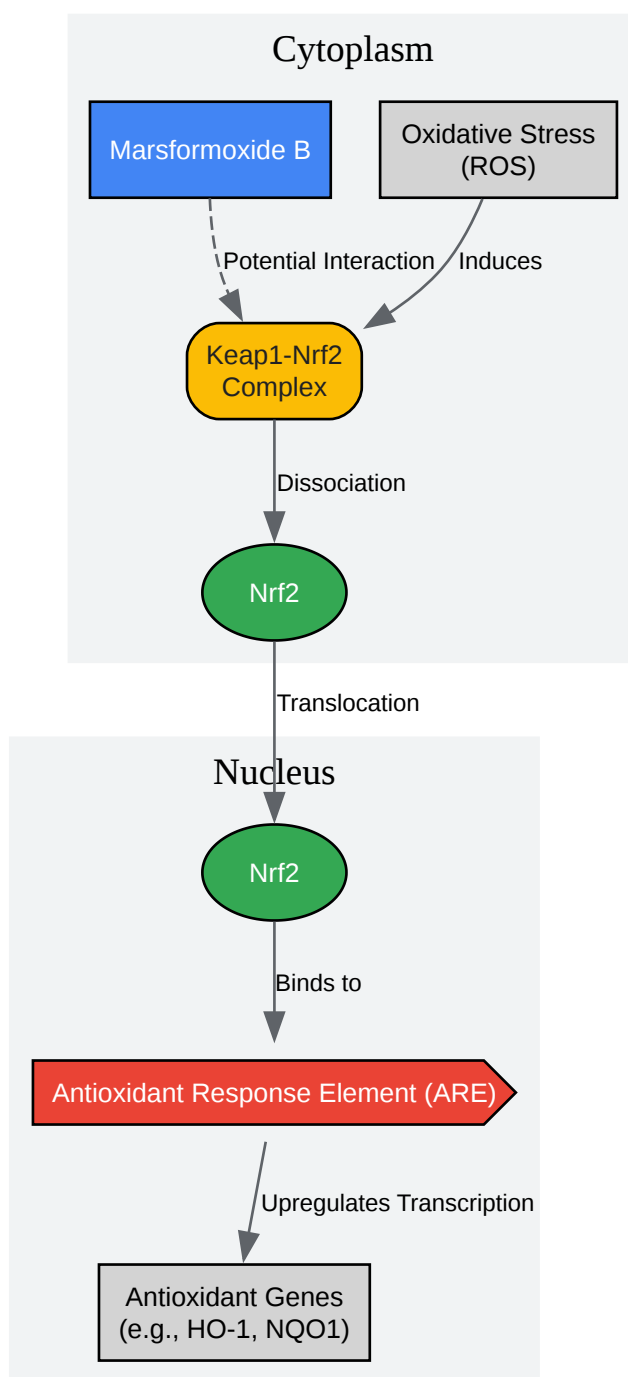 Cytoplasm
Marsformoxide B
Oxidative Stress
(ROS)
Potential Interaction
Induces
Keap1-Nrf2
Complex
Dissociation
Nrf2
Translocation
Nucleus
Nrf2
Binds to
Antioxidant Response Element (ARE)
Upregulates Transcription
Antioxidant Genes
(e.g., HO-1, NQO1)